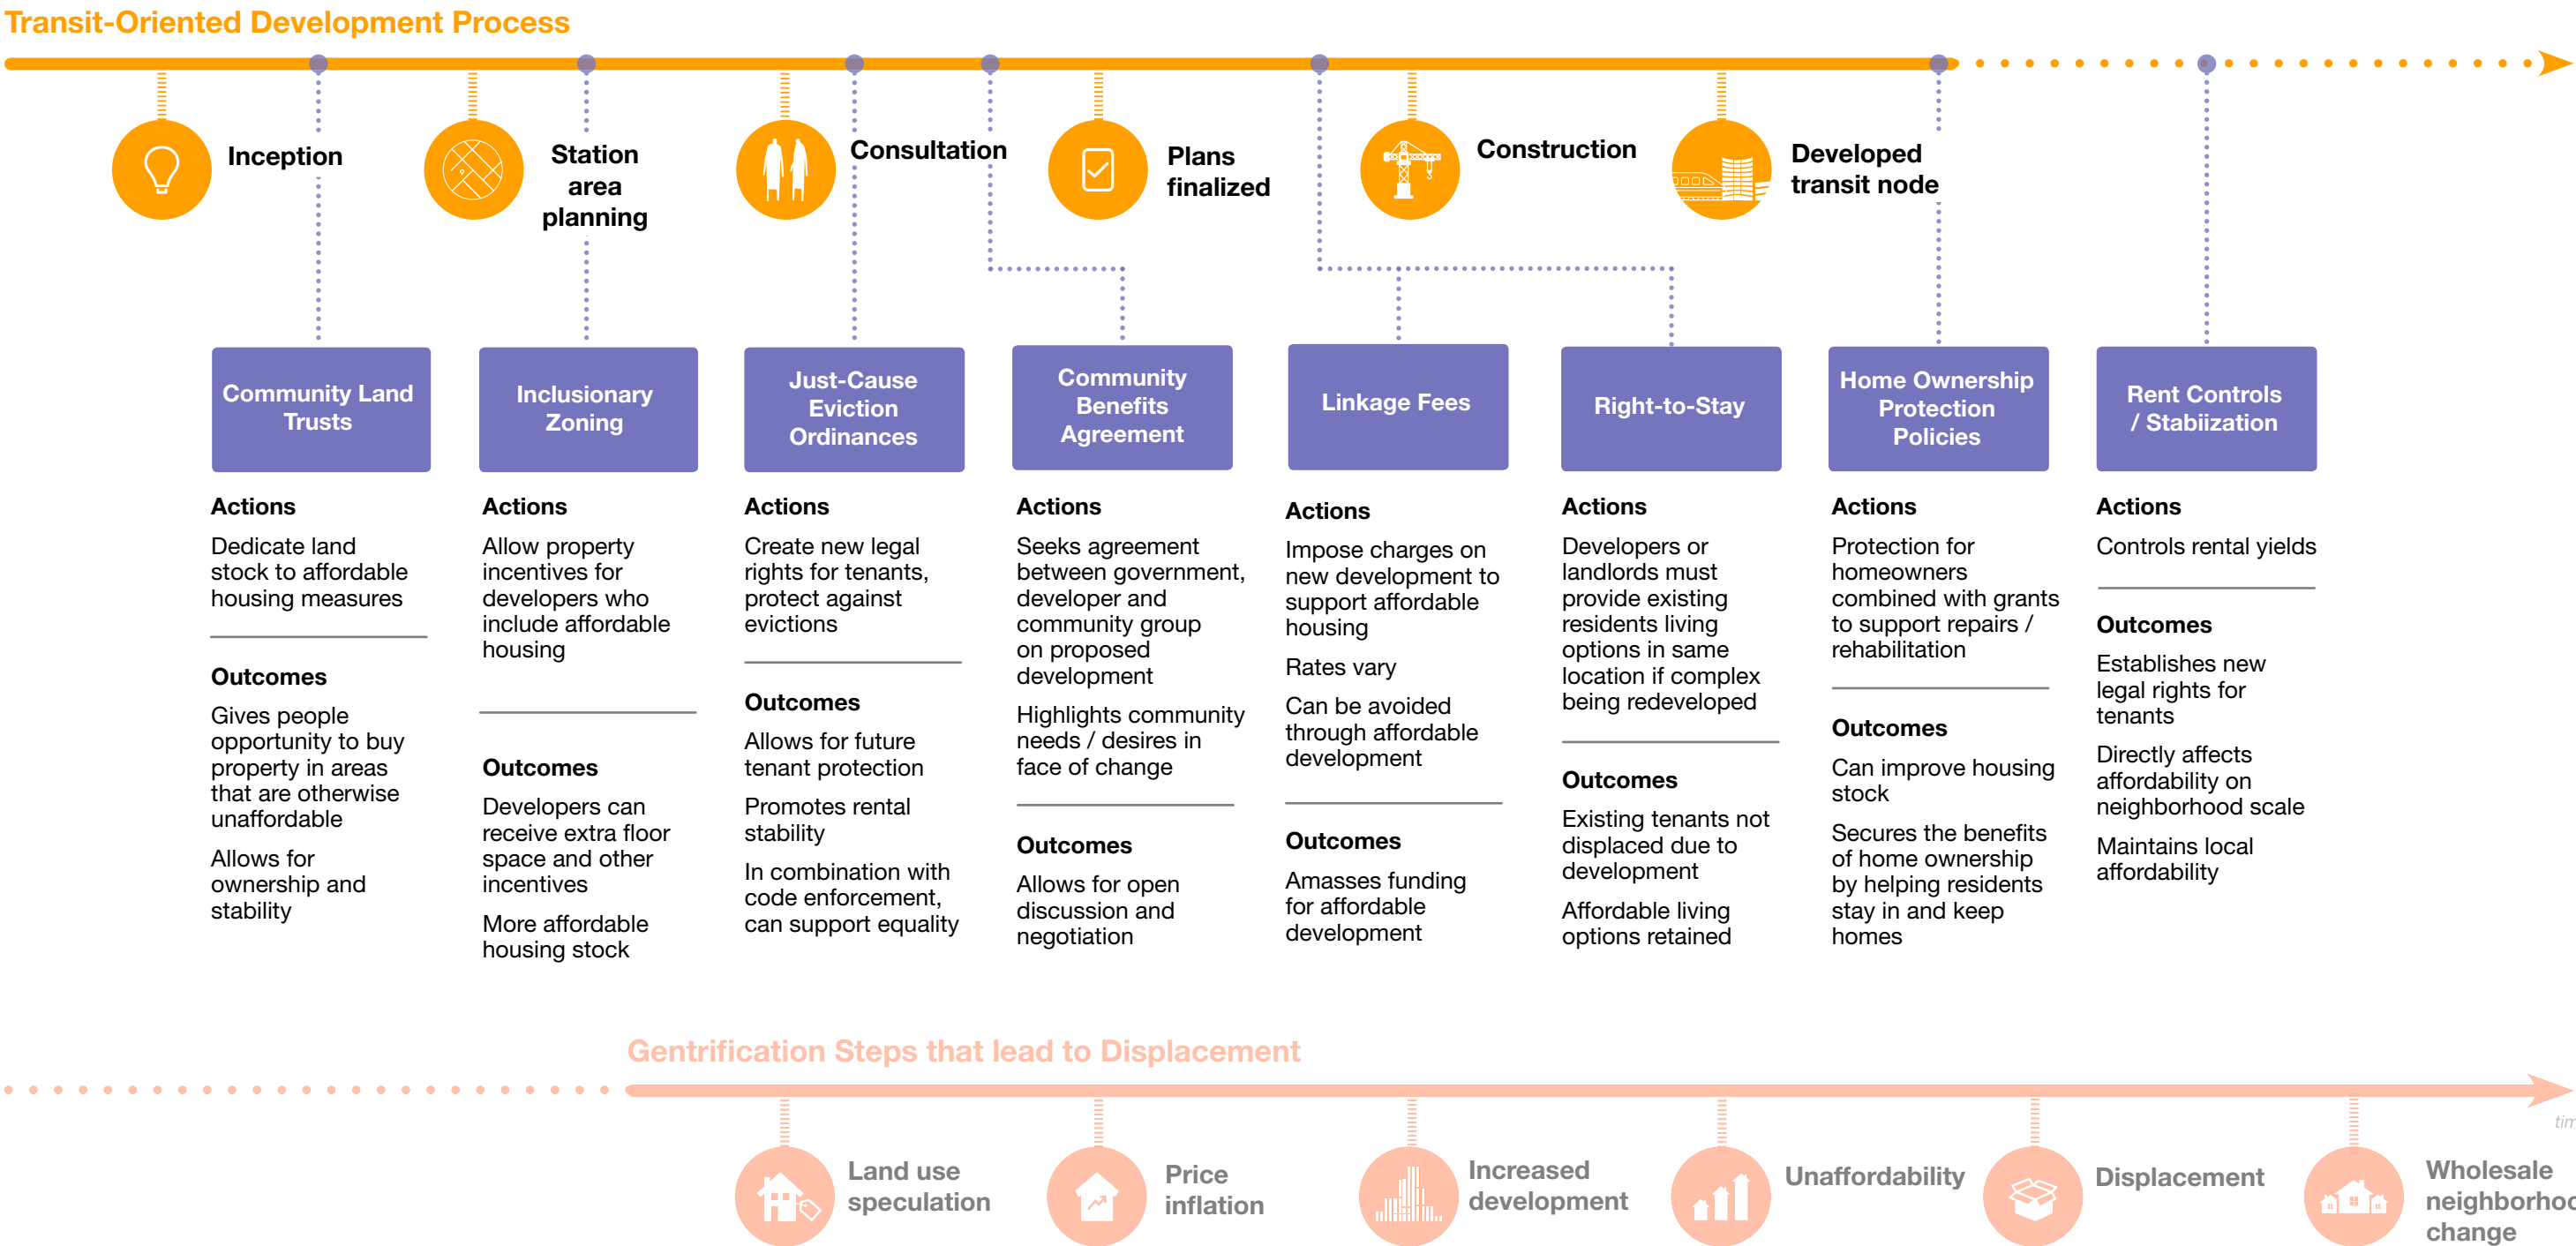 Transit-Oriented Development Process
Inception
Station
area
planning
Consultation
Plans
finalized
Construction
Developed
transit node
Community Land
Trusts
Actions
Dedicate land
stock to affordable
housing measures
Outcomes
Gives people
opportunity to buy
property in areas
that are otherwise
unaffordable
Allows for
ownership and
stability
Inclusionary
Zoning
Actions
Allow property
incentives for
developers who
include affordable
housing
Outcomes
Developers can
receive extra floor
space and other
incentives
More affordable
housing stock
Just-Cause
Eviction
Ordinances
Actions
Create new legal
rights for tenants,
protect against
evictions
Outcomes
Allows for future
tenant protection
Promotes rental
stability
In combination with
code enforcement,
can support equality
Community
Benefits
Agreement
Actions
Seeks agreement
between government,
developer and
community group
on proposed
development
Highlights community
needs / desires in
face of change
Outcomes
Allows for open
discussion and
negotiation
Linkage Fees
Actions
Impose charges on
new development to
support affordable
housing
Rates vary
Can be avoided
through affordable
development
Outcomes
Amasses funding
for affordable
development
Right-to-Stay
Actions
Developers or
landlords must
provide existing
residents living
options in same
location if complex
being redeveloped
Outcomes
Existing tenants not
displaced due to
development
Affordable living
options retained
Home Ownership
Protection
Policies
Actions
Protection for
homeowners
combined with grants
to support repairs /
rehabilitation
Outcomes
Can improve housing
stock
Secures the benefits
of home ownership
by helping residents
stay in and keep
homes
Rent Controls
/ Stabiization
Actions
Controls rental yields
Outcomes
Establishes new
legal rights for
tenants
Directly affects
affordability on
neighborhood scale
Maintains local
affordability
Gentrification Steps that lead to Displacement
Land use
speculation
Price
inflation
Increased
development
Unaffordability
Displacement
Wholesale
change